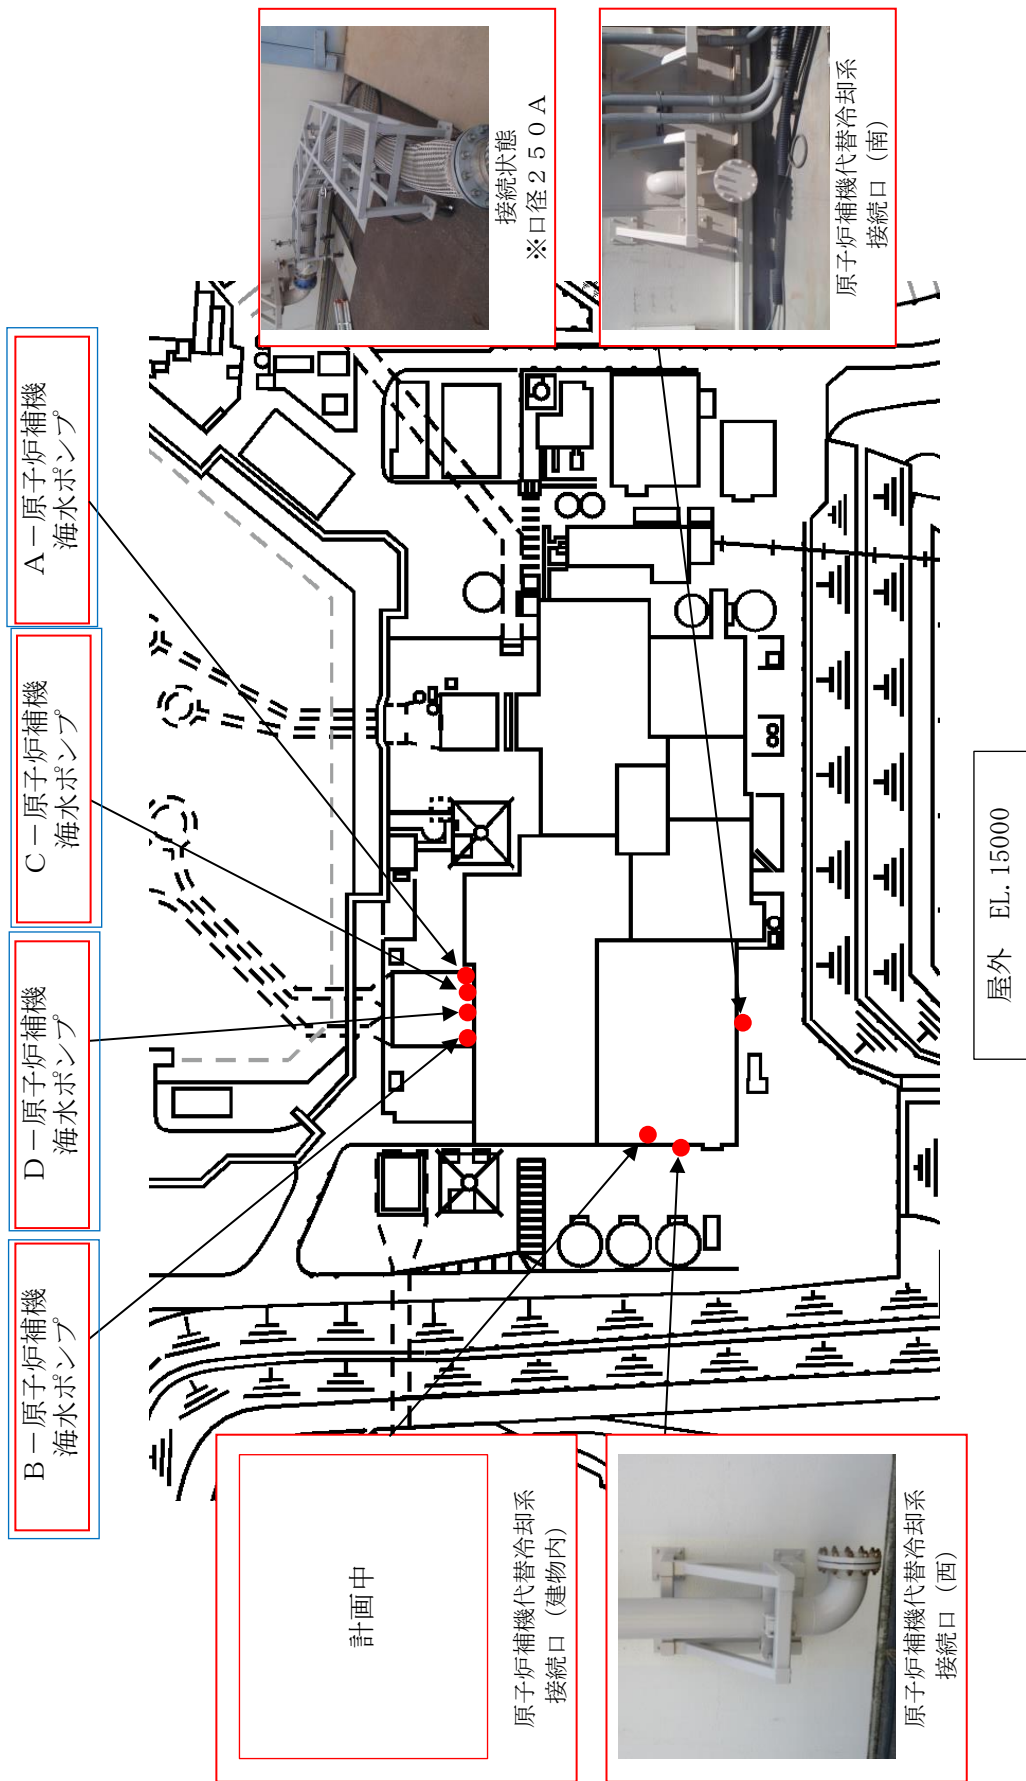 B－原子炉補機
海水ポンプ
D－原子炉補機
海水ポンプ
C－原子炉補機
海水ポンプ
A－原子炉補機
海水ポンプ
計画中
原子炉補機代替冷却系
接続口（建物内）
接続状態
※口径２５０A
原子炉補機代替冷却系
接続口（西）
原子炉補機代替冷却系
接続口（南）
屋外　EL. 15000